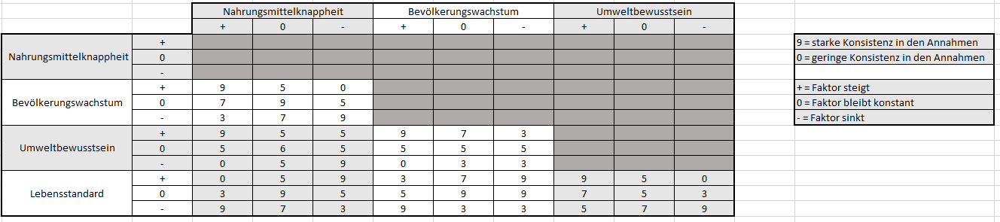 Nahrungsmittelknappheit Bevölkerungswachstum Umweltbewusstsein
+ 0 - + 0 - + 0 -
Nahrungsmittelknappheit + 9 = starke Konsistenz in den Annahmen
0 0 = geringe Konsistenz in den Annahmen
-
Bevölkerungswachstum + 9 5 0 + = Faktor steigt
0 7 9 5 0 = Faktor bleibt konstant
- 3 7 9 - = Faktor sinkt
Umweltbewusstsein + 9 5 5 9 7 3
0 5 6 5 5 5 5
- 0 5 9 0 3 3
Lebensstandard + 0 5 9 3 7 9 9 5 0
0 3 9 5 5 9 9 7 5 3
- 9 7 3 9 3 3 5 7 9